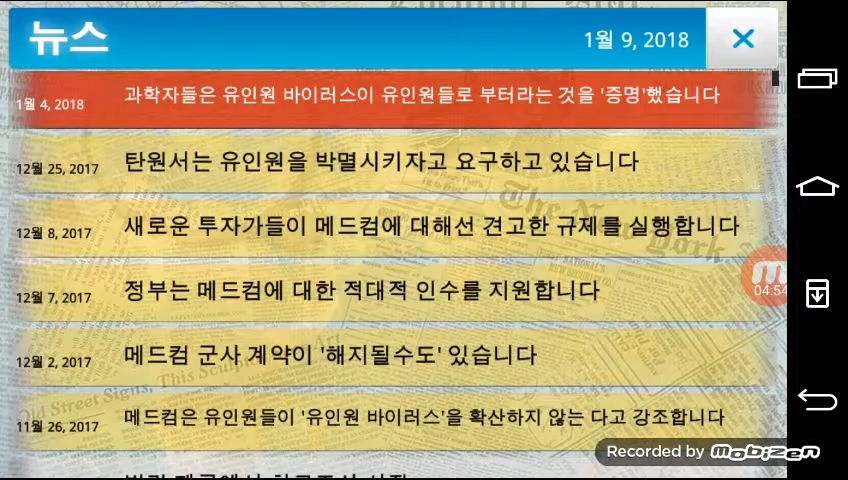 뉴스
1월 9, 2018
1월 4, 2018
과학자들은 유인원 바이러스이 유인원들로 부터라는 것을 '증명'했습니다
12월 25, 2017
탄원서는 유인원을 박멸시키자고 요구하고 있습니다
12월 8, 2017
새로운 투자가들이 메드컴에 대해선 견고한 규제를 실행합니다
12월 7, 2017
정부는 메드컴에 대한 적대적 인수를 지원합니다
12월 2, 2017
메드컴 군사 계약이 '해지될수도' 있습니다
11월 26, 2017
메드컴은 유인원들이 '유인원 바이러스'을 확산하지 않는 다고 강조합니다
04:54
Recorded by Mobizen